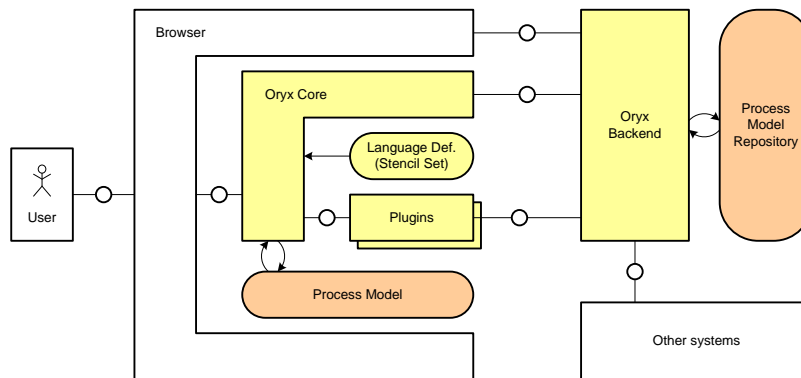 Browser
Oryx Core
Language Def.
(Stencil Set)
Oryx
Backend
Process
Model
Repository
User
Plugins
Process Model
Other systems